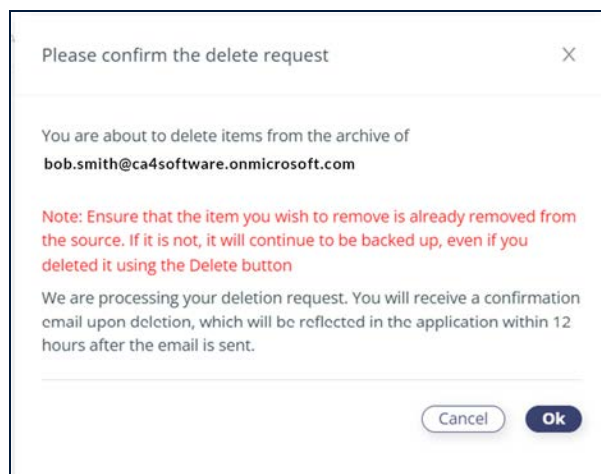 Please confirm the delete request
You are about to delete items from the archive of
bob.smith@ca4software.onmicrosoft.com
Note: Ensure that the item you wish to remove is already removed from
the source. If it is not, it will continue to be backed up, even if you
deleted it using the Delete button
We are processing your deletion request. You will receive a confirmation
email upon deletion, which will be reflected in the application within 12
hours after the email is sent.
Cancel
Ok